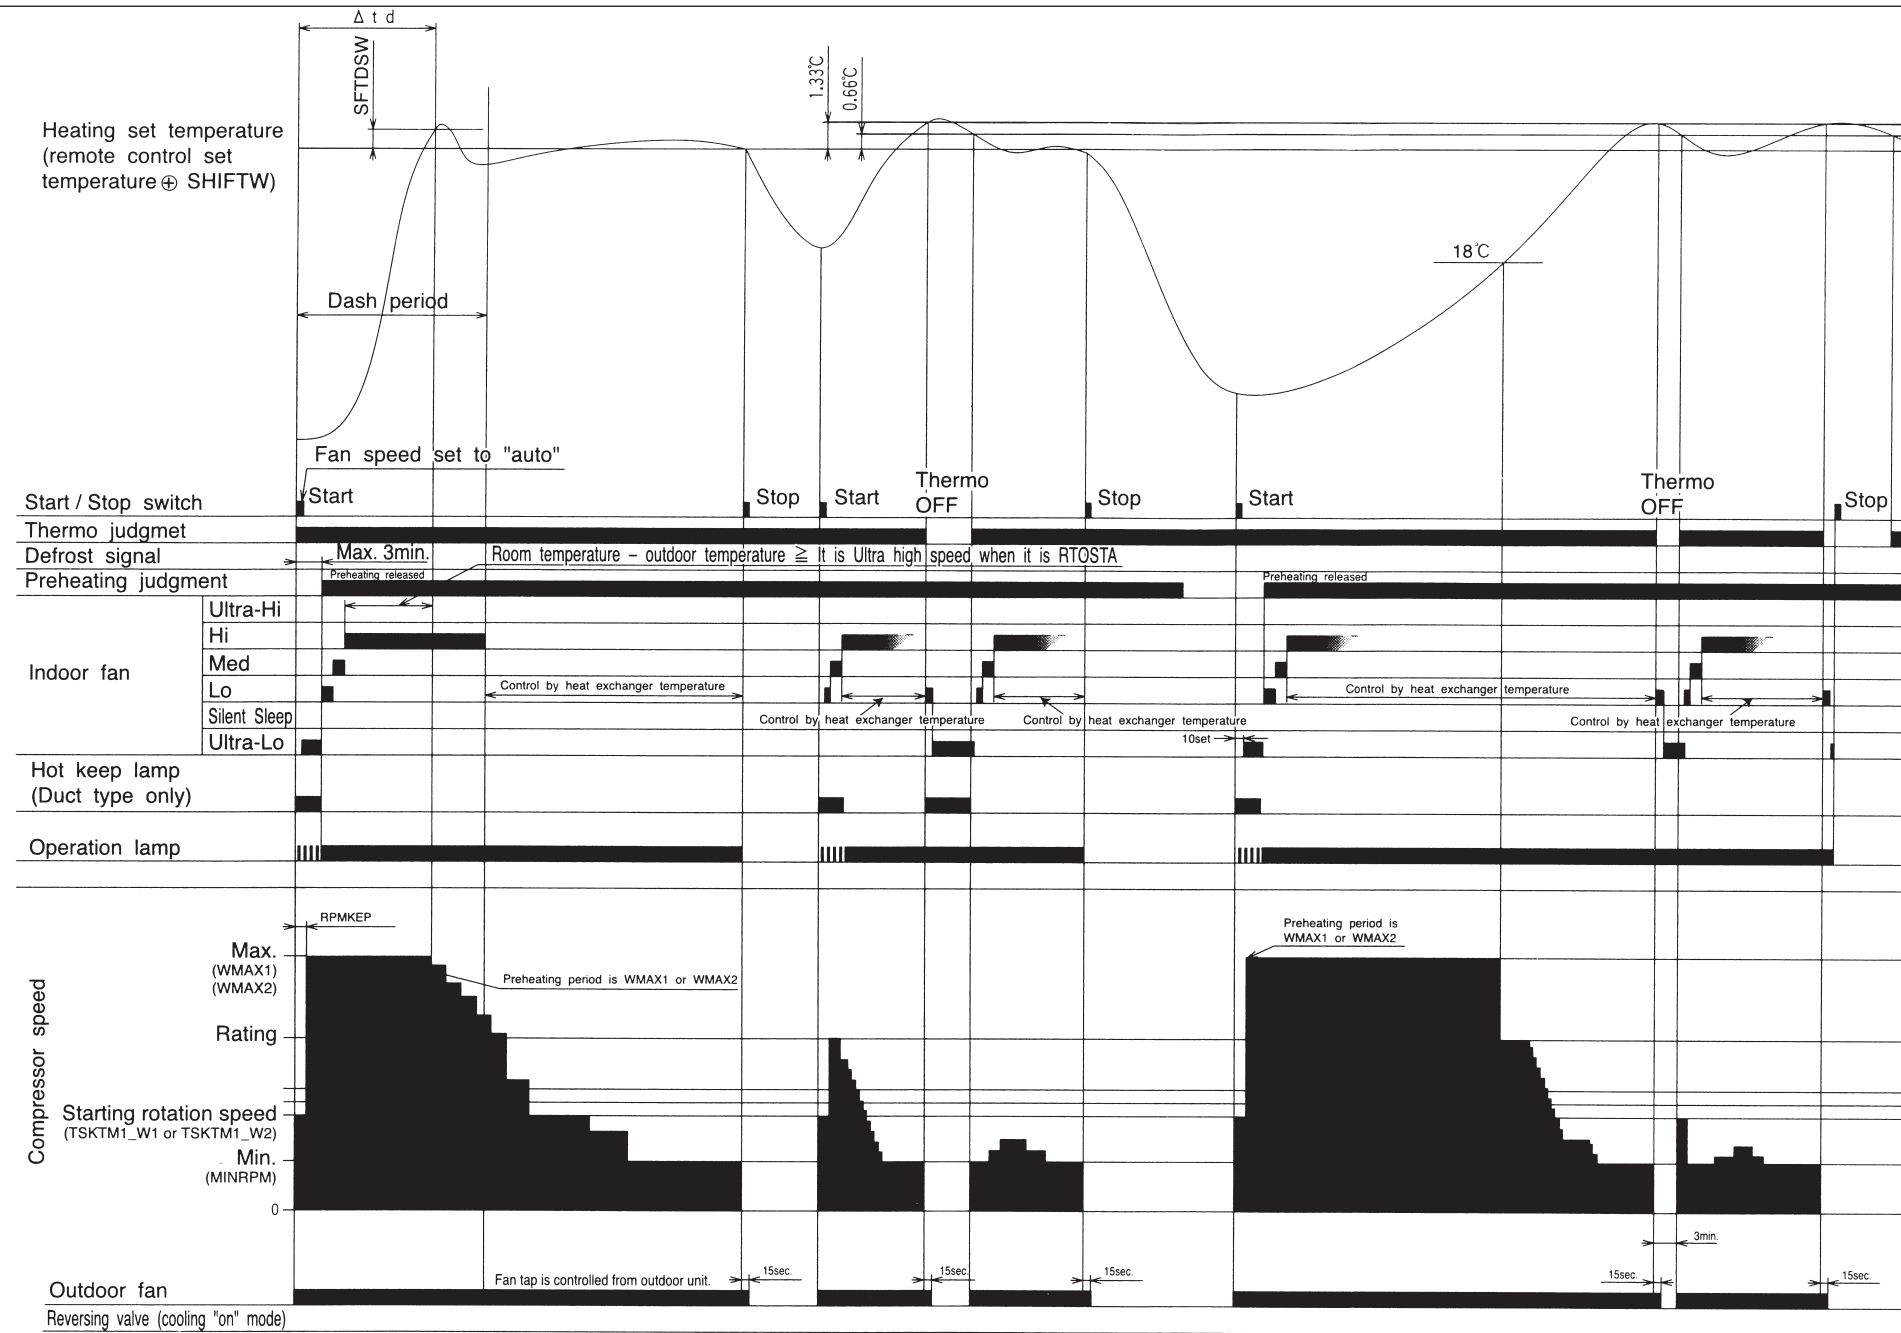 Δ t d
SFTDSW
1.33℃
0.66℃
Heating set temperature
(remote control set
temperature ⊕ SHIFTW)
18℃
Dash period
Fan speed set to "auto"
Start / Stop switch
Start
Stop
Start
Thermo
OFF
Stop
Start
Thermo
OFF
Stop
Thermo judgmet
Defrost signal
Max. 3min.
Room temperature – outdoor temperature ≧ It is Ultra high speed when it is RTOSTA
Preheating judgment
Preheating released
Preheating released
Indoor fan
Ultra-Hi
Hi
Med
Lo
Silent Sleep
Ultra-Lo
Control by heat exchanger temperature
Control by heat exchanger temperature
Control by heat exchanger temperature
Control by heat exchanger temperature
Control by heat exchanger temperature
10set
Hot keep lamp
(Duct type only)
Operation lamp
RPMKEP
Compressor speed
Max.
(WMAX1)
(WMAX2)
Preheating period is WMAX1 or WMAX2
Preheating period is
WMAX1 or WMAX2
Rating
Starting rotation speed
(TSKTM1_W1 or TSKTM1_W2)
Min.
(MINRPM)
0
3min.
Outdoor fan
Fan tap is controlled from outdoor unit.
15sec.
15sec.
15sec.
15sec.
15sec.
Reversing valve (cooling "on" mode)